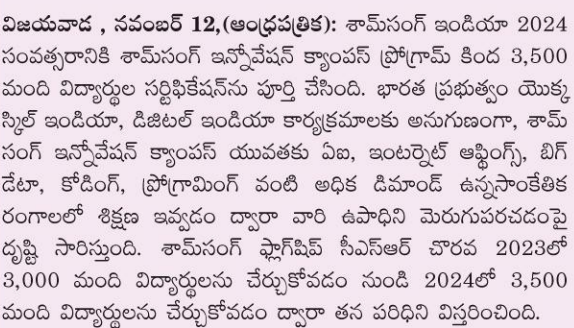 విజయవాడ , నవంబర్ 12,(ఆంధ్రపత్రిక): శామ్‌సంగ్ ఇండియా 2024
సంవత్సరానికి శామ్‌సంగ్ ఇన్నోవేషన్ క్యాంపస్ ప్రోగ్రామ్ కింద 3,500
మంది విద్యార్థుల సర్టిఫికేషన్‌ను పూర్తి చేసింది. భారత ప్రభుత్వం యొక్క
స్కిల్ ఇండియా, డిజిటల్ ఇండియా కార్యక్రమాలకు అనుగుణంగా, శామ్
సంగ్ ఇన్నోవేషన్ క్యాంపస్ యువతకు ఏఐ, ఇంటర్నెట్ ఆఫ్థింగ్స్, బిగ్
డేటా, కోడింగ్, ప్రోగ్రామింగ్ వంటి అధిక డిమాండ్ ఉన్నసాంకేతిక
రంగాలలో శిక్షణ ఇవ్వడం ద్వారా వారి ఉపాధిని మెరుగుపరచడంపై
దృష్టి సారిస్తుంది. శామ్‌సంగ్ ఫ్లాగ్‌షిప్ సీఎస్ఆర్ చొరవ 2023లో
3,000 మంది విద్యార్థులను చేర్చుకోవడం నుండి 2024లో 3,500
మంది విద్యార్థులను చేర్చుకోవడం ద్వారా తన పరిధిని విస్తరించింది.